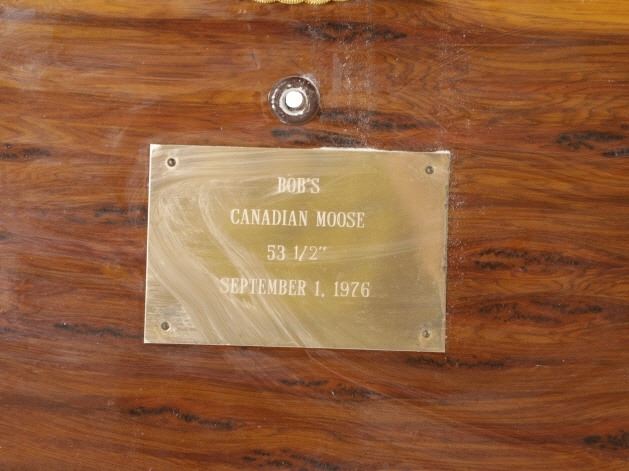 BOB'S
CANADIAN MOOSE
53 1/2"
SEPTEMBER 1, 1976